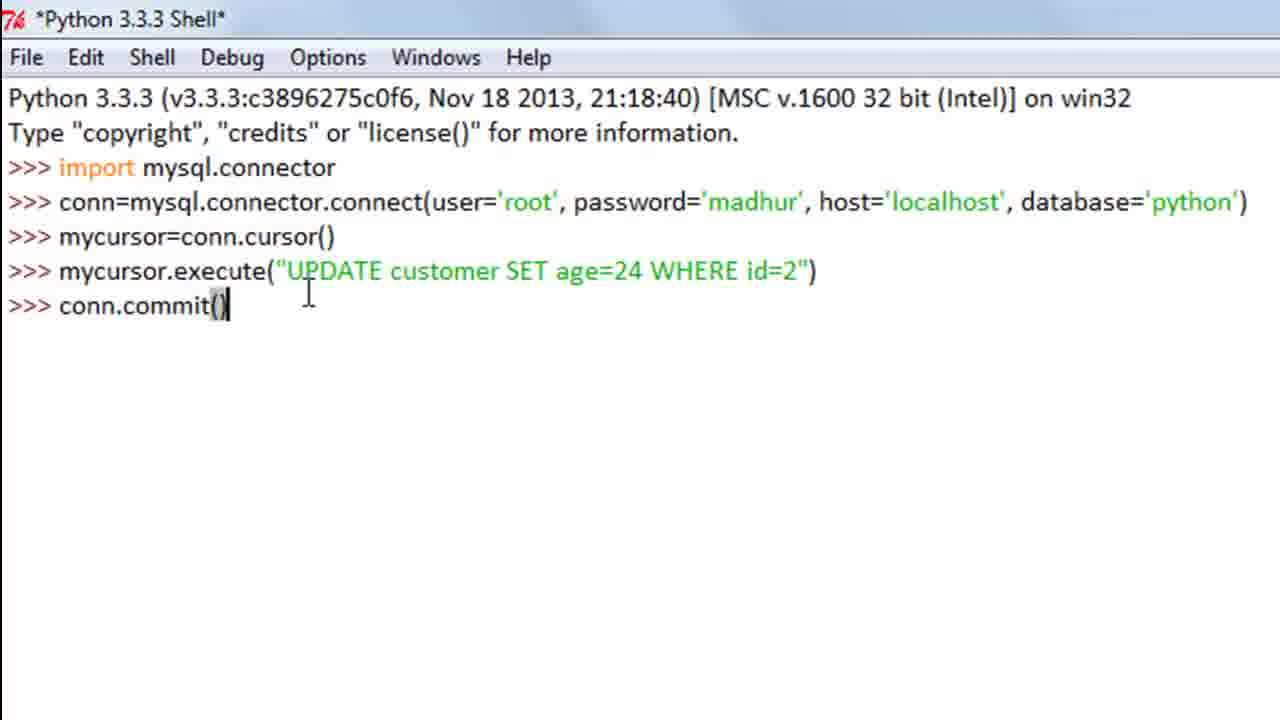 *Python 3.3.3 Shell*
File Edit Shell Debug Options Windows Help
Python 3.3.3 (v3.3.3:c3896275c0f6, Nov 18 2013, 21:18:40) [MSC v.1600 32 bit (Intel)] on win32
Type "copyright", "credits" or "license()" for more information.
>>> import mysql.connector
>>> conn=mysql.connector.connect(user='root', password='madhur', host='localhost', database='python')
>>> mycursor=conn.cursor()
>>> mycursor.execute("UPDATE customer SET age=24 WHERE id=2")
>>> conn.commit()